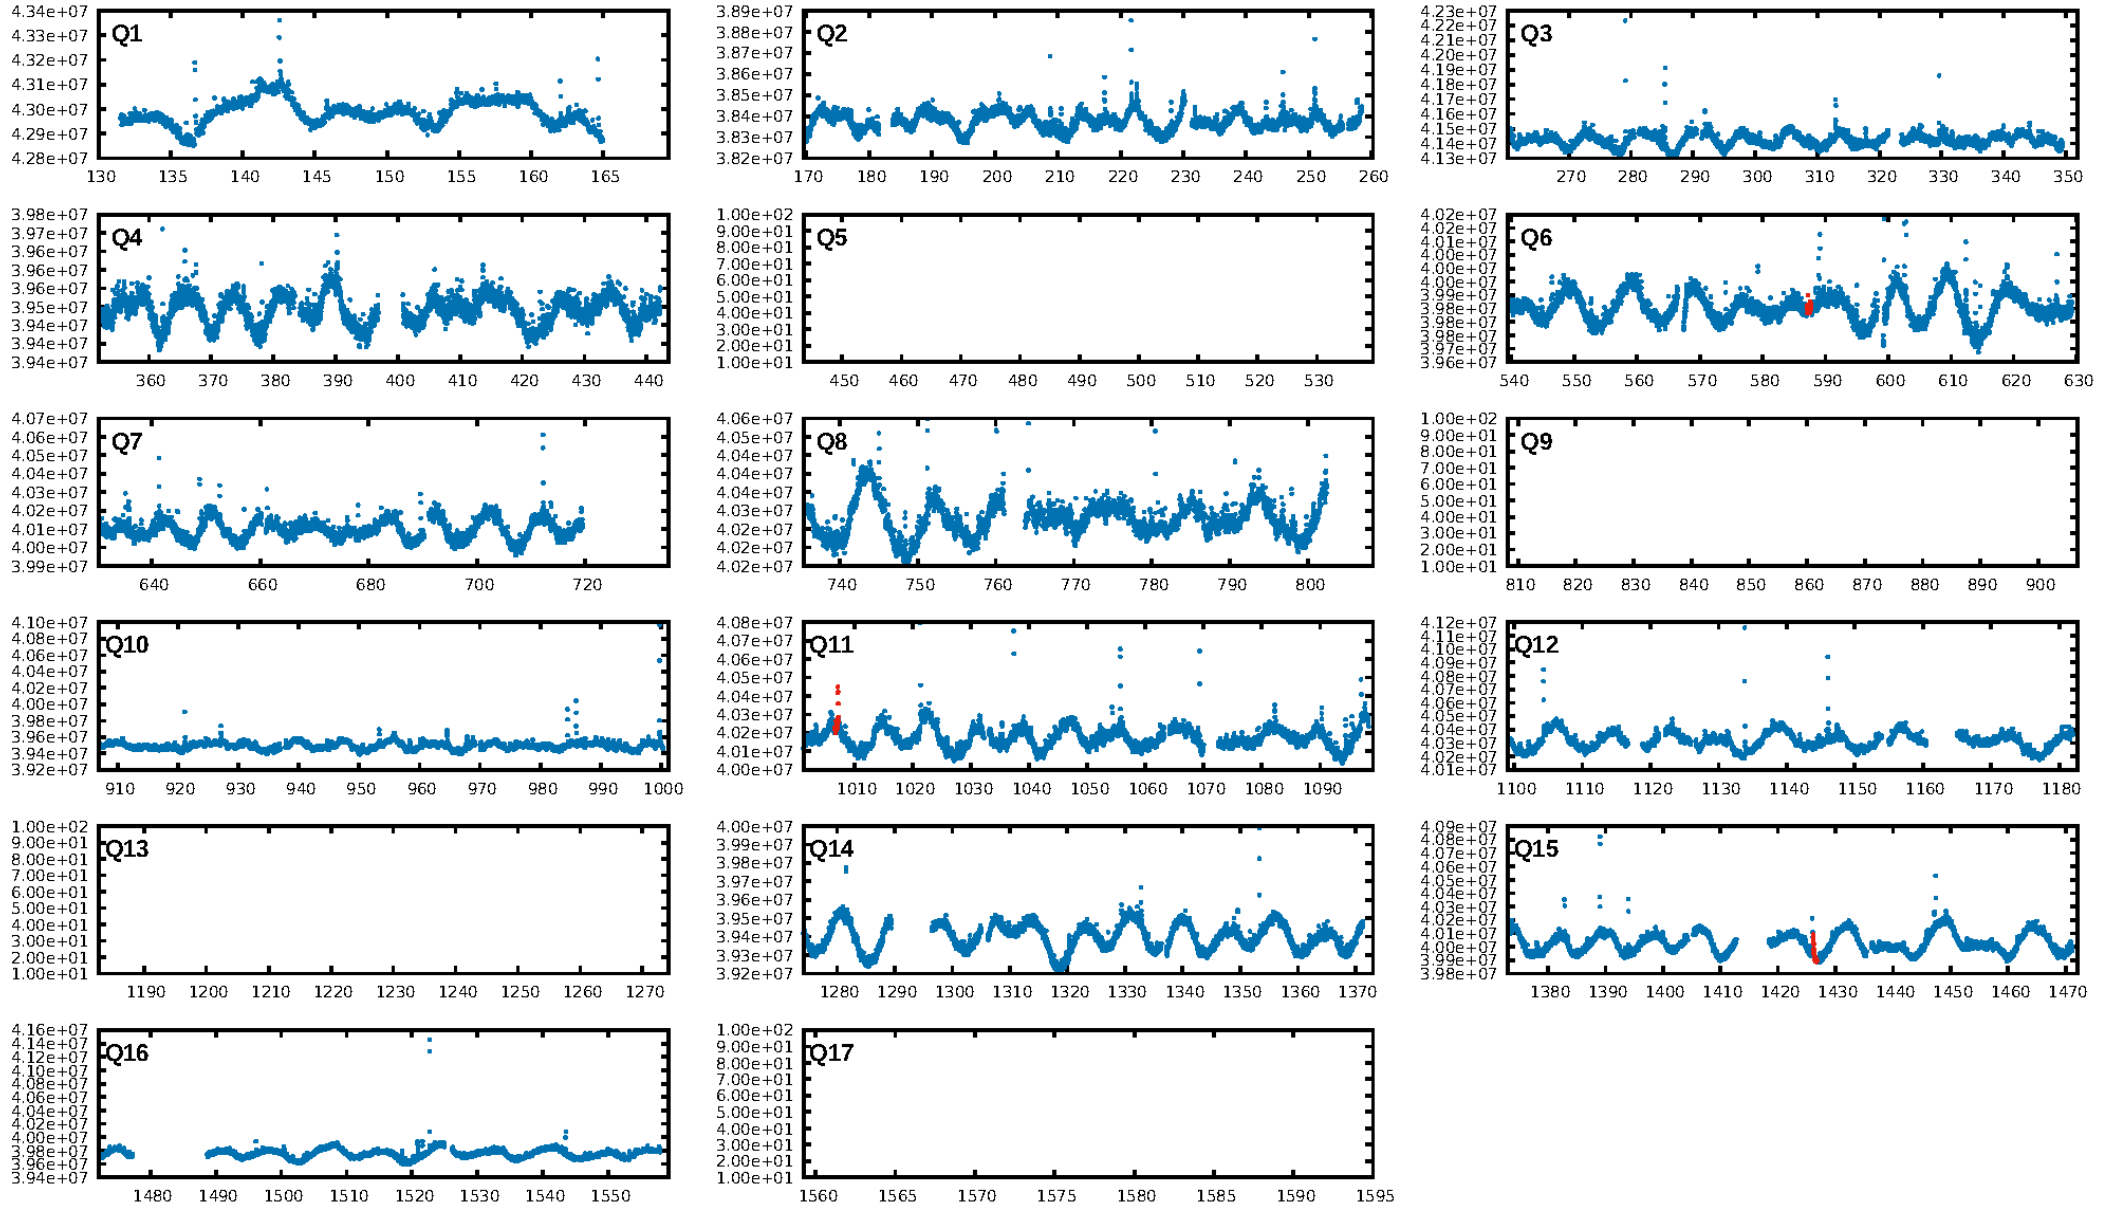 Q1
4.34e+07
4.33e+07
4.32e+07
4.31e+07
4.30e+07
4.29e+07
4.28e+07
130 135 140 145 150 155 160 165
Q2
3.89e+07
3.88e+07
3.87e+07
3.86e+07
3.85e+07
3.84e+07
3.83e+07
3.82e+07
170 180 190 200 210 220 230 240 250 260
Q3
4.23e+07
4.22e+07
4.21e+07
4.20e+07
4.19e+07
4.18e+07
4.16e+07
4.15e+07
4.14e+07
4.13e+07
270 280 290 300 310 320 330 340 350
Q4
3.98e+07
3.97e+07
3.96e+07
3.96e+07
3.96e+07
3.95e+07
3.94e+07
3.94e+07
3.94e+07
360 370 380 390 400 410 420 430 440
Q5
1.00e+02
9.00e+01
8.00e+01
7.00e+01
6.00e+01
5.00e+01
4.00e+01
3.00e+01
2.00e+01
1.00e+01
450 460 470 480 490 500 510 520 530
Q6
4.02e+07
4.02e+07
4.01e+07
4.00e+07
4.00e+07
4.00e+07
3.99e+07
3.98e+07
3.98e+07
3.98e+07
3.97e+07
3.96e+07
540 550 560 570 580 590 600 610 620 630
Q7
4.07e+07
4.06e+07
4.05e+07
4.04e+07
4.03e+07
4.02e+07
4.01e+07
4.00e+07
3.99e+07
640 660 680 700 720
Q8
4.06e+07
4.05e+07
4.04e+07
4.04e+07
4.04e+07
4.03e+07
4.02e+07
4.02e+07
4.02e+07
740 750 760 770 780 790 800
Q9
1.00e+02
9.00e+01
8.00e+01
7.00e+01
6.00e+01
5.00e+01
4.00e+01
3.00e+01
2.00e+01
1.00e+01
810 820 830 840 850 860 870 880 890 900
Q10
4.10e+07
4.08e+07
4.06e+07
4.04e+07
4.02e+07
4.00e+07
3.98e+07
3.96e+07
3.94e+07
3.92e+07
910 920 930 940 950 960 970 980 990 1000
Q11
4.08e+07
4.07e+07
4.06e+07
4.05e+07
4.04e+07
4.03e+07
4.02e+07
4.01e+07
4.00e+07
1010 1020 1030 1040 1050 1060 1070 1080 1090
Q12
4.12e+07
4.11e+07
4.10e+07
4.09e+07
4.08e+07
4.07e+07
4.06e+07
4.05e+07
4.04e+07
4.03e+07
4.02e+07
4.01e+07
1100 1110 1120 1130 1140 1150 1160 1170 1180
Q13
1.00e+02
9.00e+01
8.00e+01
7.00e+01
6.00e+01
5.00e+01
4.00e+01
3.00e+01
2.00e+01
1.00e+01
1190 1200 1210 1220 1230 1240 1250 1260 1270
Q14
4.00e+07
3.99e+07
3.98e+07
3.97e+07
3.96e+07
3.95e+07
3.94e+07
3.93e+07
3.92e+07
1280 1290 1300 1310 1320 1330 1340 1350 1360 1370
Q15
4.09e+07
4.08e+07
4.07e+07
4.06e+07
4.05e+07
4.04e+07
4.03e+07
4.02e+07
4.01e+07
4.00e+07
3.99e+07
3.98e+07
1380 1390 1400 1410 1420 1430 1440 1450 1460 1470
Q16
4.16e+07
4.14e+07
4.12e+07
4.10e+07
4.08e+07
4.06e+07
4.04e+07
4.02e+07
4.00e+07
3.98e+07
3.96e+07
3.94e+07
1480 1490 1500 1510 1520 1530 1540 1550
Q17
1.00e+02
9.00e+01
8.00e+01
7.00e+01
6.00e+01
5.00e+01
4.00e+01
3.00e+01
2.00e+01
1.00e+01
1560 1565 1570 1575 1580 1585 1590 1595